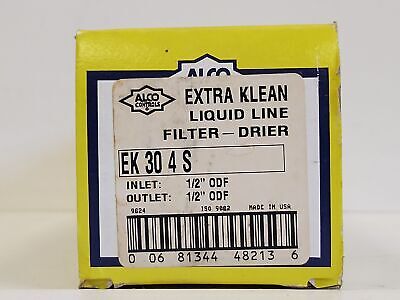 ALCO
ALCO
CONTROLS
EXTRA KLEAN
LIQUID LINE
FILTER – DRIER
EK 30 4 S
INLET: 1/2" ODF
OUTLET: 1/2" ODF
9624 ISO 9002 MADE IN USA
0 06 81344 48213 6